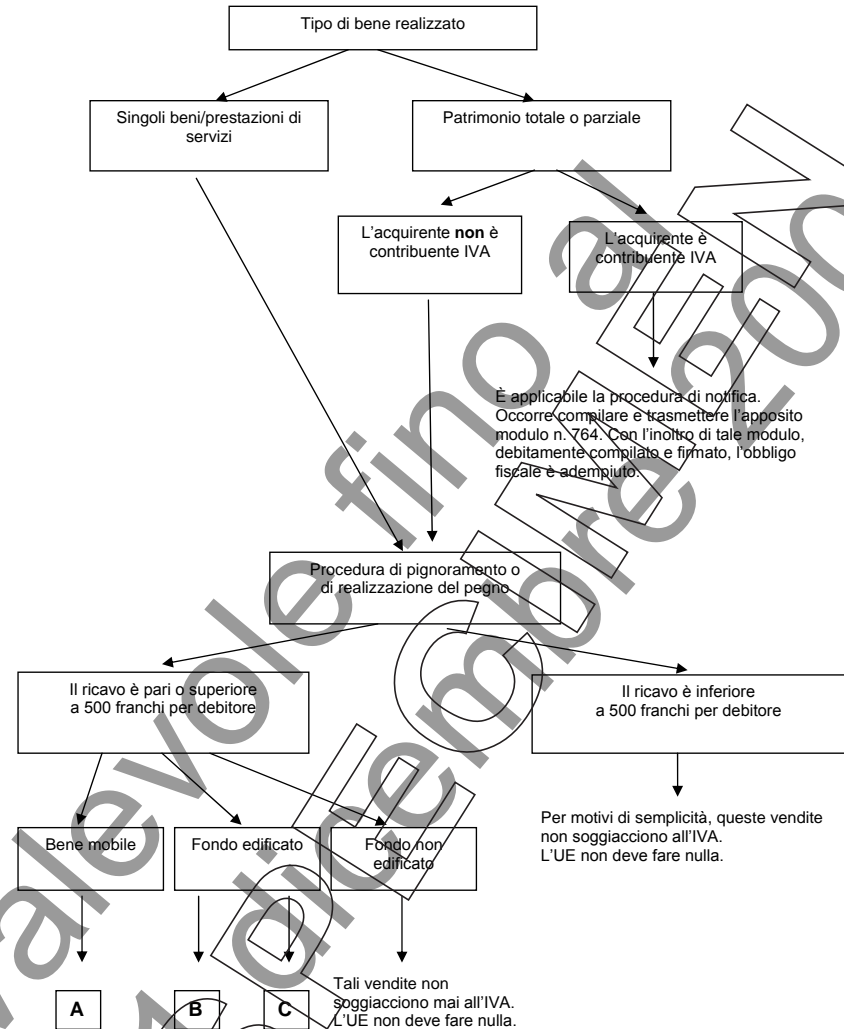 Tipo di bene realizzato
Singoli beni/prestazioni di
servizi
Patrimonio totale o parziale
L'acquirente non è
contribuente IVA
L'acquirente è
contribuente IVA
È applicabile la procedura di notifica.
Occorre compilare e trasmettere l'apposito
modulo n. 764. Con l'inoltro di tale modulo,
debitamente compilato e firmato, l'obbligo
fiscale è adempiuto.
Procedura di pignoramento o
di realizzazione del pegno
Il ricavo è pari o superiore
a 500 franchi per debitore
Il ricavo è inferiore
a 500 franchi per debitore
Per motivi di semplicità, queste vendite
non soggiacciono all'IVA.
L'UE non deve fare nulla.
Bene mobile
Fondo edificato
Fondo non
edificato
A
B
C
Tali vendite non
soggiacciono mai all'IVA.
L'UE non deve fare nulla.
valevole fino al
dicembre 200